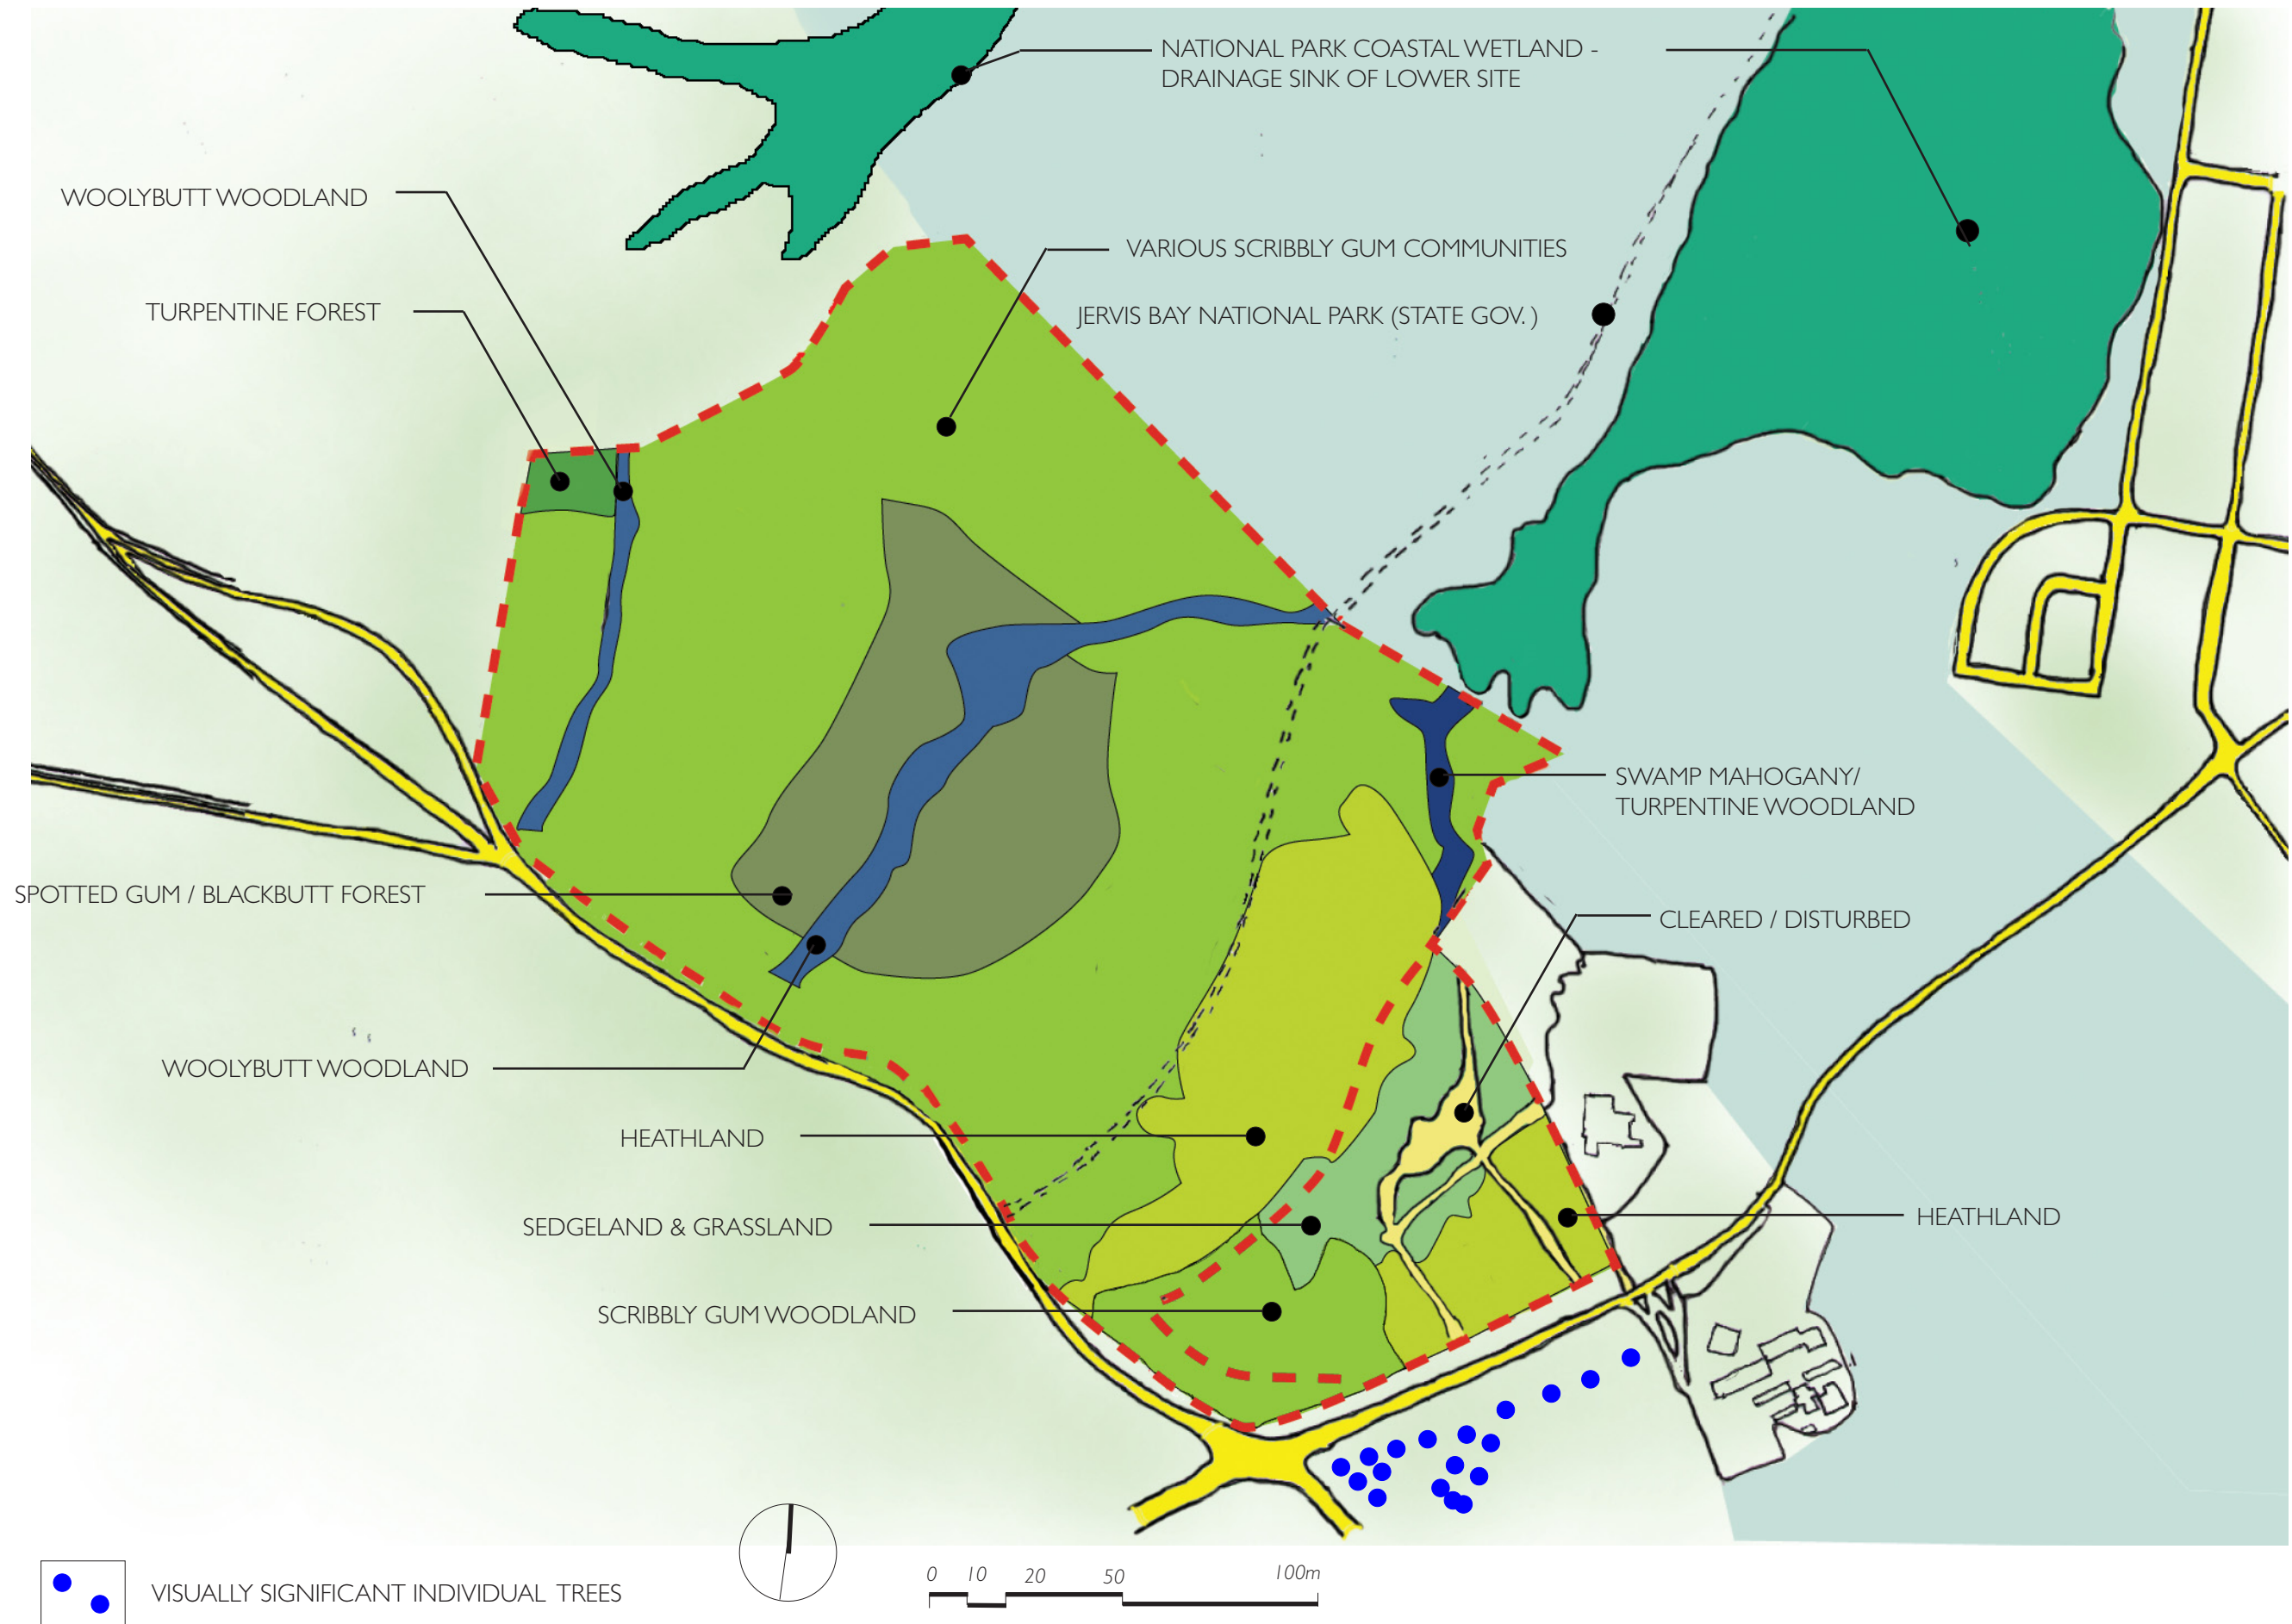 NATIONAL PARK COASTAL WETLAND -
DRAINAGE SINK OF LOWER SITE
WOOLYBUTT WOODLAND
VARIOUS SCRIBBLY GUM COMMUNITIES
TURPENTINE FOREST
JERVIS BAY NATIONAL PARK (STATE GOV. )
SWAMP MAHOGANY/
TURPENTINE WOODLAND
SPOTTED GUM / BLACKBUTT FOREST
CLEARED / DISTURBED
WOOLYBUTT WOODLAND
HEATHLAND
SEDGELAND & GRASSLAND
HEATHLAND
SCRIBBLY GUM WOODLAND
0 10 20 50 100m
VISUALLY SIGNIFICANT INDIVIDUAL TREES